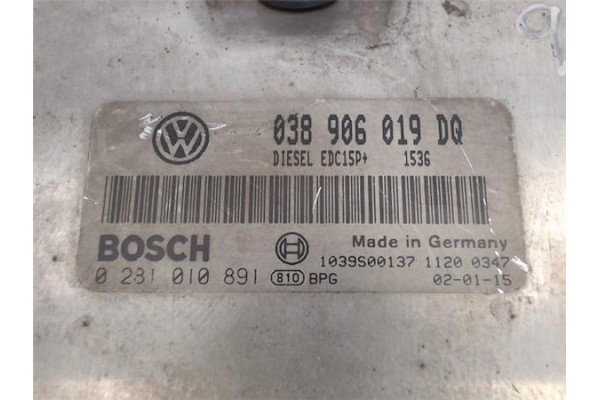 038 906 019 DQ
DIESEL EDC15P+ 1536
BOSCH
Made in Germany
1039S00137 1120 0347
0 281 010 891 810 BPG 02-01-15